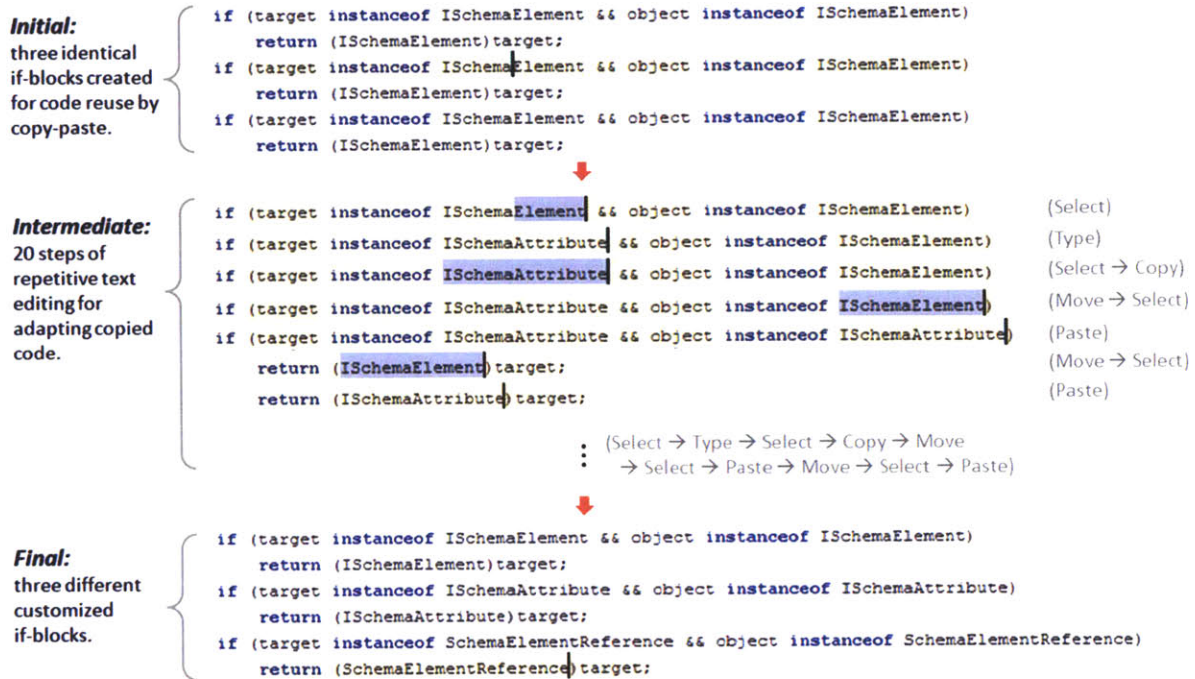 Initial:
three identical
if-blocks created
for code reuse by
copy-paste.
if (target instanceof ISchemaElement && object instanceof ISchemaElement)
return (ISchemaElement)target;
if (target instanceof ISchemaElement && object instanceof ISchemaElement)
return (ISchemaElement)target;
if (target instanceof ISchemaElement && object instanceof ISchemaElement)
return (ISchemaElement)target;
Intermediate:
20 steps of
repetitive text
editing for
adapting copied
code.
if (target instanceof ISchemaElement && object instanceof ISchemaElement) (Select)
if (target instanceof ISchemaAttribute && object instanceof ISchemaElement) (Type)
if (target instanceof ISchemaAttribute && object instanceof ISchemaElement) (Select → Copy)
if (target instanceof ISchemaAttribute && object instanceof ISchemaElement) (Move → Select)
if (target instanceof ISchemaAttribute && object instanceof ISchemaAttribute) (Paste)
return (ISchemaElement)target; (Move → Select)
return (ISchemaAttribute)target; (Paste)
(Select → Type → Select → Copy → Move
→ Select → Paste → Move → Select → Paste)
Final:
three different
customized
if-blocks.
if (target instanceof ISchemaElement && object instanceof ISchemaElement)
return (ISchemaElement)target;
if (target instanceof ISchemaAttribute && object instanceof ISchemaAttribute)
return (ISchemaAttribute)target;
if (target instanceof SchemaElementReference && object instanceof SchemaElementReference)
return (SchemaElementReference)target;